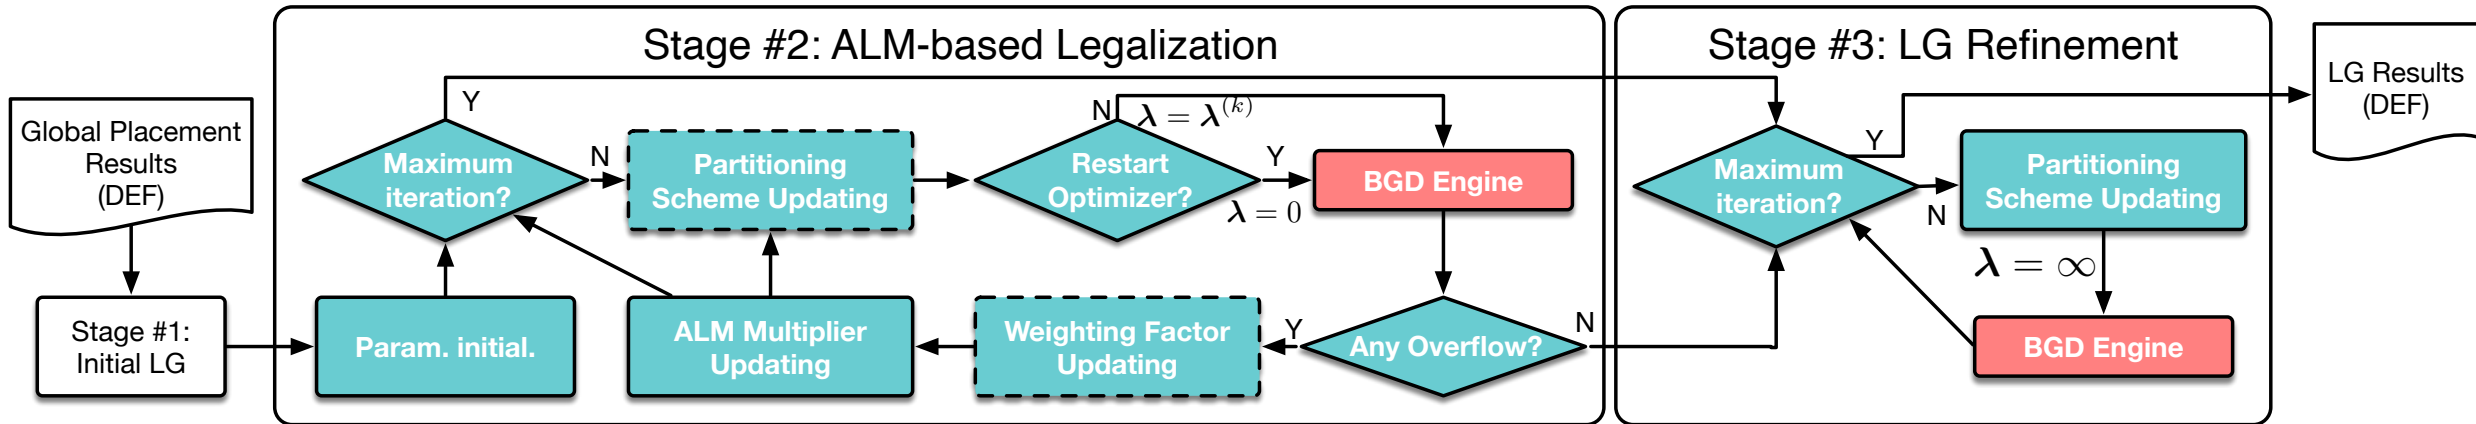 Global Placement
Results
(DEF)
Stage #1:
Initial LG
Stage #2: ALM-based Legalization
Param. initial.
Maximum
iteration?
Y
N
Partitioning
Scheme Updating
Restart
Optimizer?
N
λ = λ^(k)
Y
λ = 0
BGD Engine
Any Overflow?
Y
N
Weighting Factor
Updating
ALM Multiplier
Updating
Stage #3: LG Refinement
Maximum
iteration?
Y
N
Partitioning
Scheme Updating
λ = ∞
BGD Engine
LG Results
(DEF)